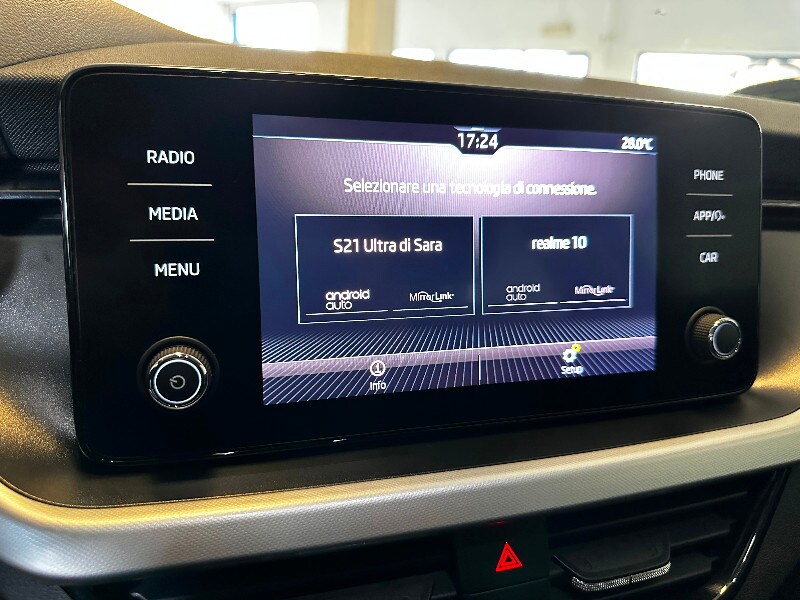 17:24
28.0°C
RADIO
MEDIA
MENU
Selezionare una tecnologia di connessione.
S21 Ultra di Sara
android auto
MirrorLink
realme 10
android auto
MirrorLink
Info
Setup
PHONE
APP/
CAR